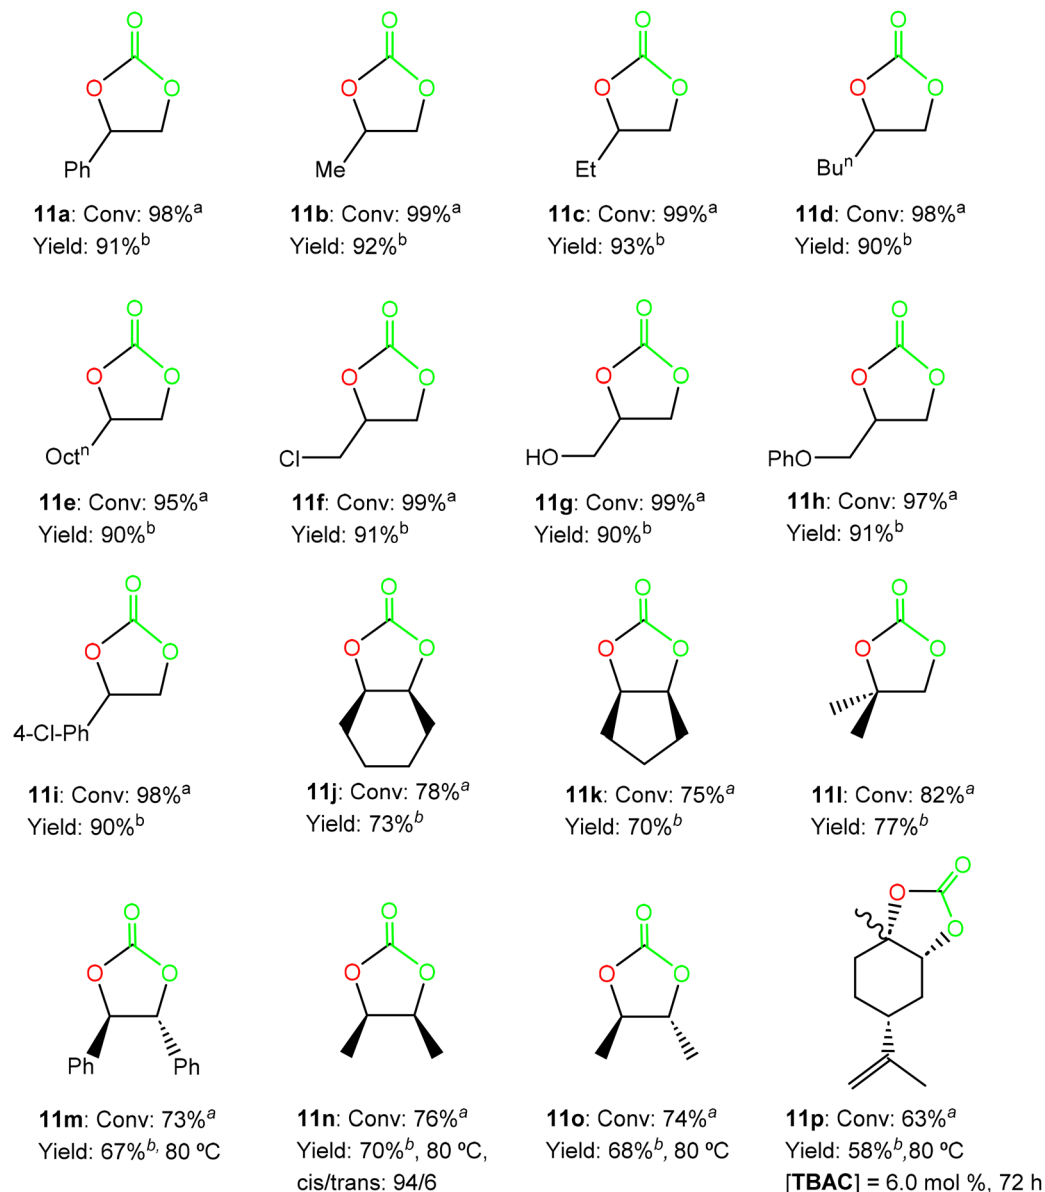 O O O O
O O O O O O O O
Ph Me Et Buⁿ
11a: Conv: 98%ᵃ 11b: Conv: 99%ᵃ 11c: Conv: 99%ᵃ 11d: Conv: 98%ᵃ
Yield: 91%ᵇ Yield: 92%ᵇ Yield: 93%ᵇ Yield: 90%ᵇ
O O O O
O O O O O O O O
Octⁿ Cl HO PhO
11e: Conv: 95%ᵃ 11f: Conv: 99%ᵃ 11g: Conv: 99%ᵃ 11h: Conv: 97%ᵃ
Yield: 90%ᵇ Yield: 91%ᵇ Yield: 90%ᵇ Yield: 91%ᵇ
O O O O
O O O O O O O O
4-Cl-Ph
11i: Conv: 98%ᵃ 11j: Conv: 78%ᵃ 11k: Conv: 75%ᵃ 11l: Conv: 82%ᵃ
Yield: 90%ᵇ Yield: 73%ᵇ Yield: 70%ᵇ Yield: 77%ᵇ
O O O O
O O O O O O O O
Ph Ph
11m: Conv: 73%ᵃ 11n: Conv: 76%ᵃ 11o: Conv: 74%ᵃ 11p: Conv: 63%ᵃ
Yield: 67%ᵇ, 80 ºC Yield: 70%ᵇ, 80 ºC, Yield: 68%ᵇ, 80 ºC Yield: 58%ᵇ,80 ºC
cis/trans: 94/6 [TBAC] = 6.0 mol %, 72 h